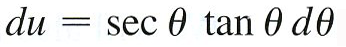 du = sec θ tan θ dθ